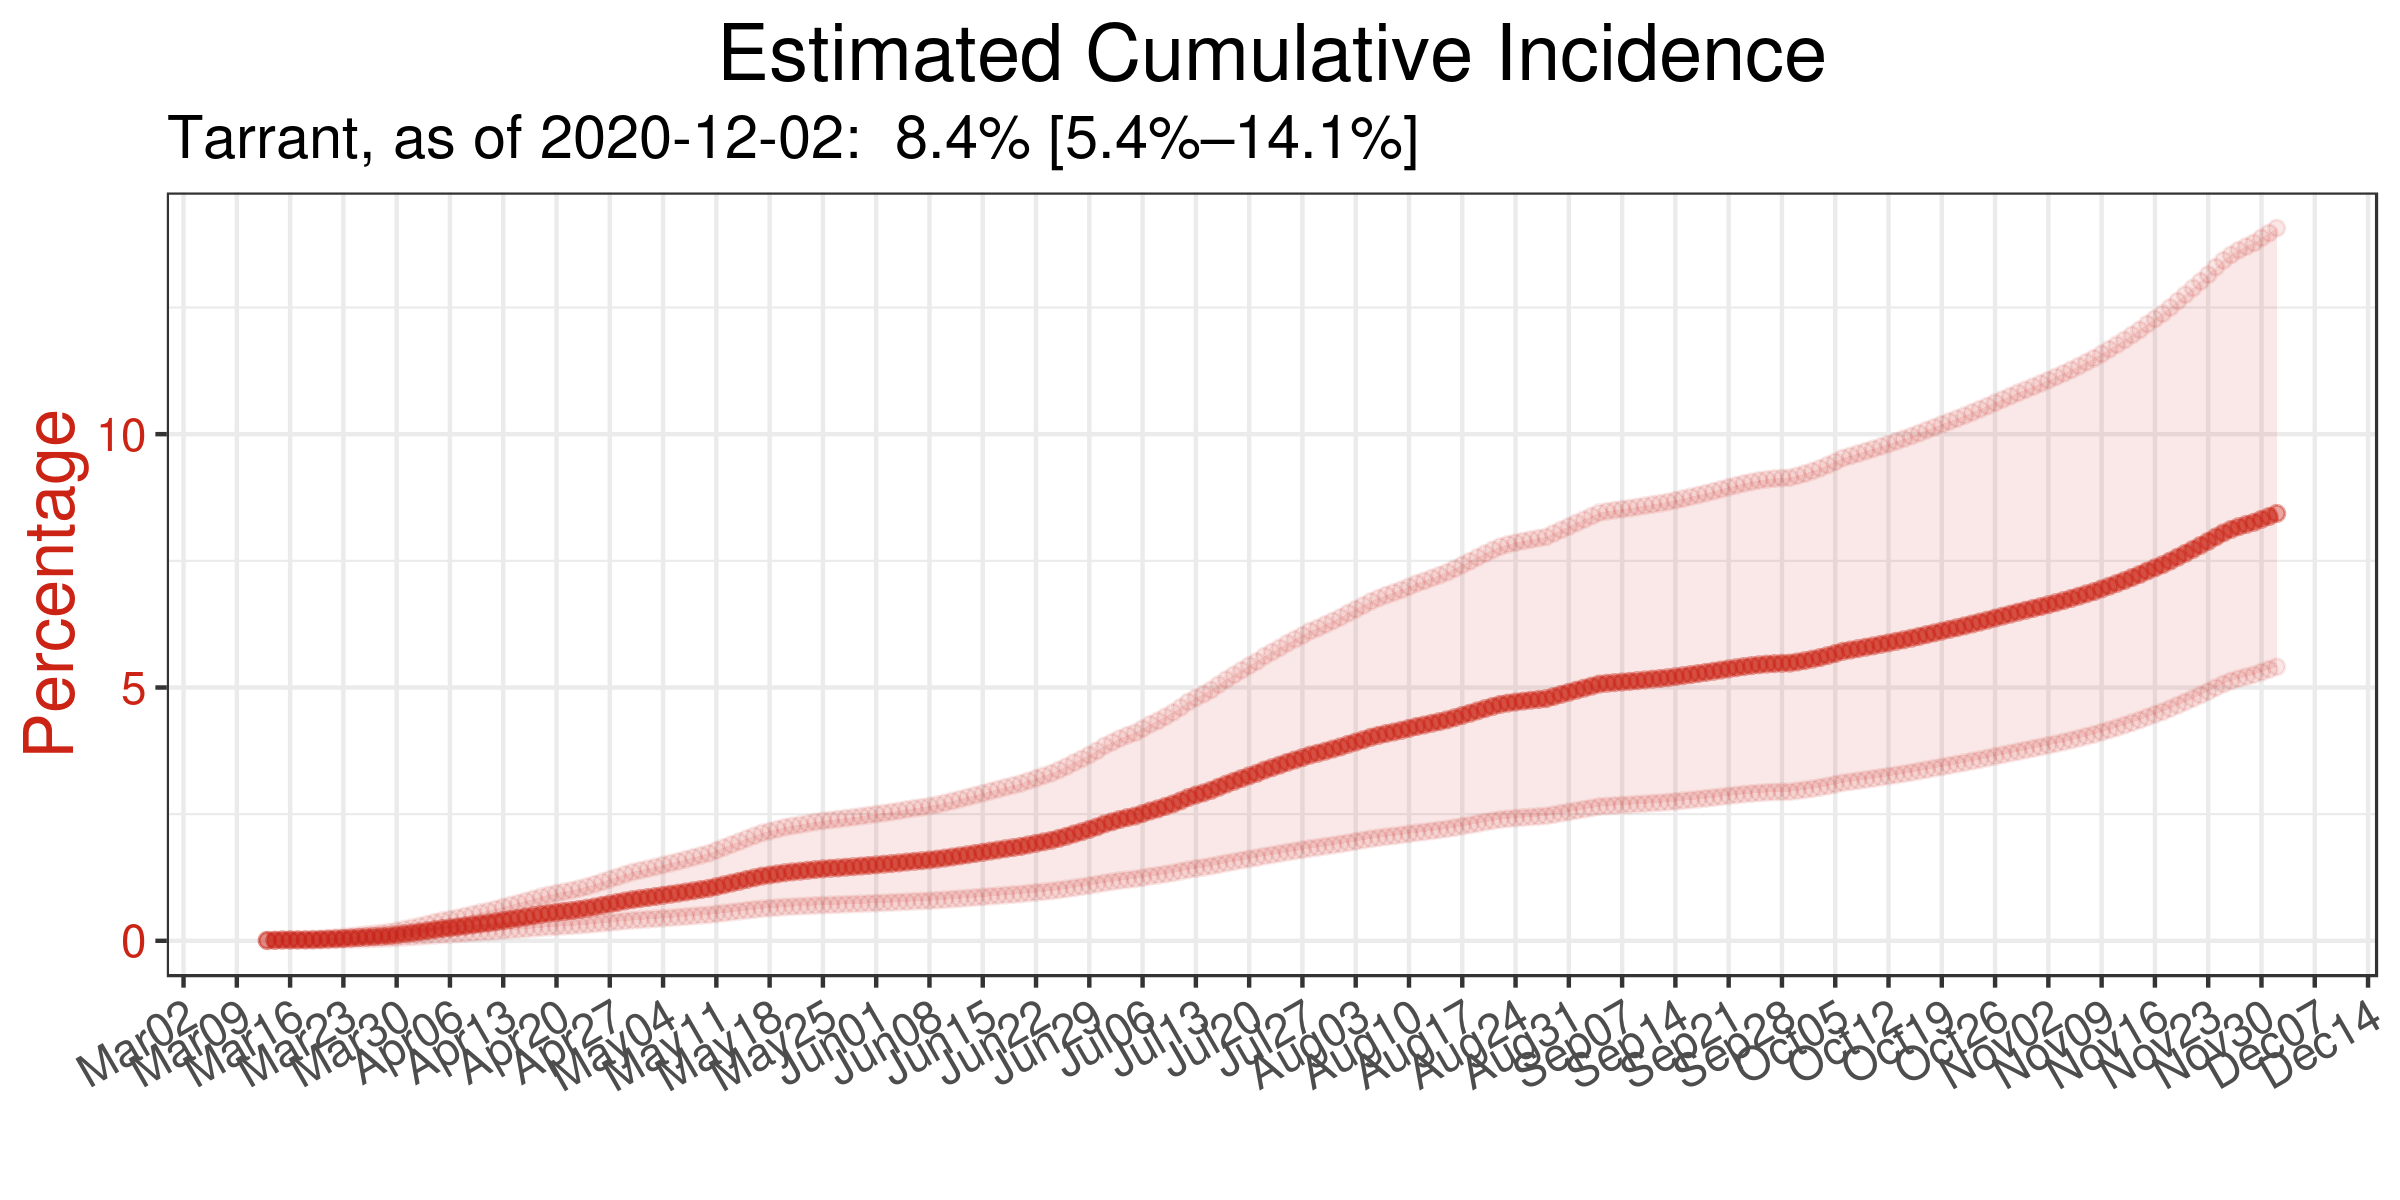 Estimated Cumulative Incidence
Tarrant, as of 2020-12-02:  8.4% [5.4%–14.1%]
Percentage
10
5
0
Mar02
Mar09
Mar16
Mar23
Mar30
Apr06
Apr13
Apr20
Apr27
May04
May11
May18
May25
Jun01
Jun08
Jun15
Jun22
Jun29
Jul06
Jul13
Jul20
Jul27
Aug03
Aug10
Aug17
Aug24
Aug31
Sep07
Sep14
Sep21
Sep28
Oct05
Oct12
Oct19
Oct26
Nov02
Nov09
Nov16
Nov23
Nov30
Dec07
Dec14